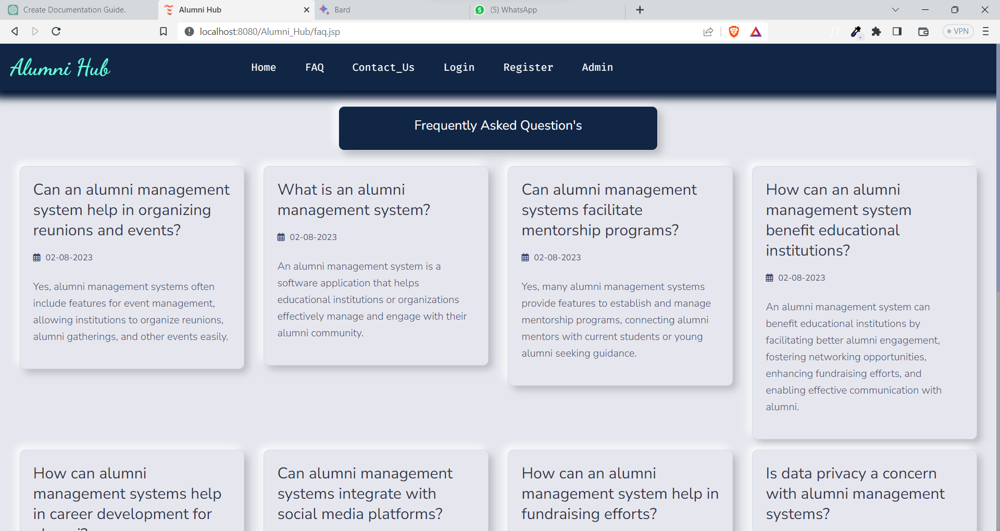 Create Documentation Guide.
Alumni Hub
Bard
5 (5) WhatsApp
localhost:8080/Alumni_Hub/faq.jsp
VPN
Alumni Hub
Home FAQ Contact_Us Login Register Admin
Frequently Asked Question's
Can an alumni management
system help in organizing
reunions and events?
02-08-2023
Yes, alumni management systems often
include features for event management,
allowing institutions to organize reunions,
alumni gatherings, and other events easily.
What is an alumni
management system?
02-08-2023
An alumni management system is a
software application that helps
educational institutions or organizations
effectively manage and engage with their
alumni community.
Can alumni management
systems facilitate
mentorship programs?
02-08-2023
Yes, many alumni management systems
provide features to establish and manage
mentorship programs, connecting alumni
mentors with current students or young
alumni seeking guidance.
How can an alumni
management system
benefit educational
institutions?
02-08-2023
An alumni management system can
benefit educational institutions by
facilitating better alumni engagement,
fostering networking opportunities,
enhancing fundraising efforts, and
enabling effective communication with
alumni.
How can alumni
management systems help
in career development for
Can alumni management
systems integrate with
social media platforms?
How can an alumni
management system help in
fundraising efforts?
Is data privacy a concern
with alumni management
systems?